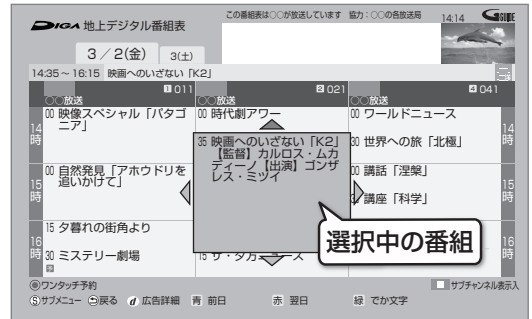 この番組表は○○が放送しています 協力：○○の各放送局
14:14
GGUIDE
DIGA 地上デジタル番組表
3／2(金)
3(土)
14:35～16:15 映画へのいざない「K2」
1 011
2 021
4 041
○○放送
○○放送
○○放送
14時
00 映像スペシャル「パタゴ
ニア」
00 時代劇アワー
00 ワールドニュース
35 映画へのいざない「K2」
【監督】カルロス・ムカ
ディーノ【出演】ゴンザ
レス・ミツイ
30 世界への旅「北極」
15時
00 自然発見「アホウドリを
追いかけて」
00 講話「涅槃」
講座「科学」
選択中の番組
16時
15 夕暮れの街角より
30 ミステリー劇場
15 ザ・夕方ニュース
ワンタッチ予約
サブチャンネル表示入
Ⓢサブメニュー 戻る d 広告詳細 青 前日 赤 翌日 緑 でか文字